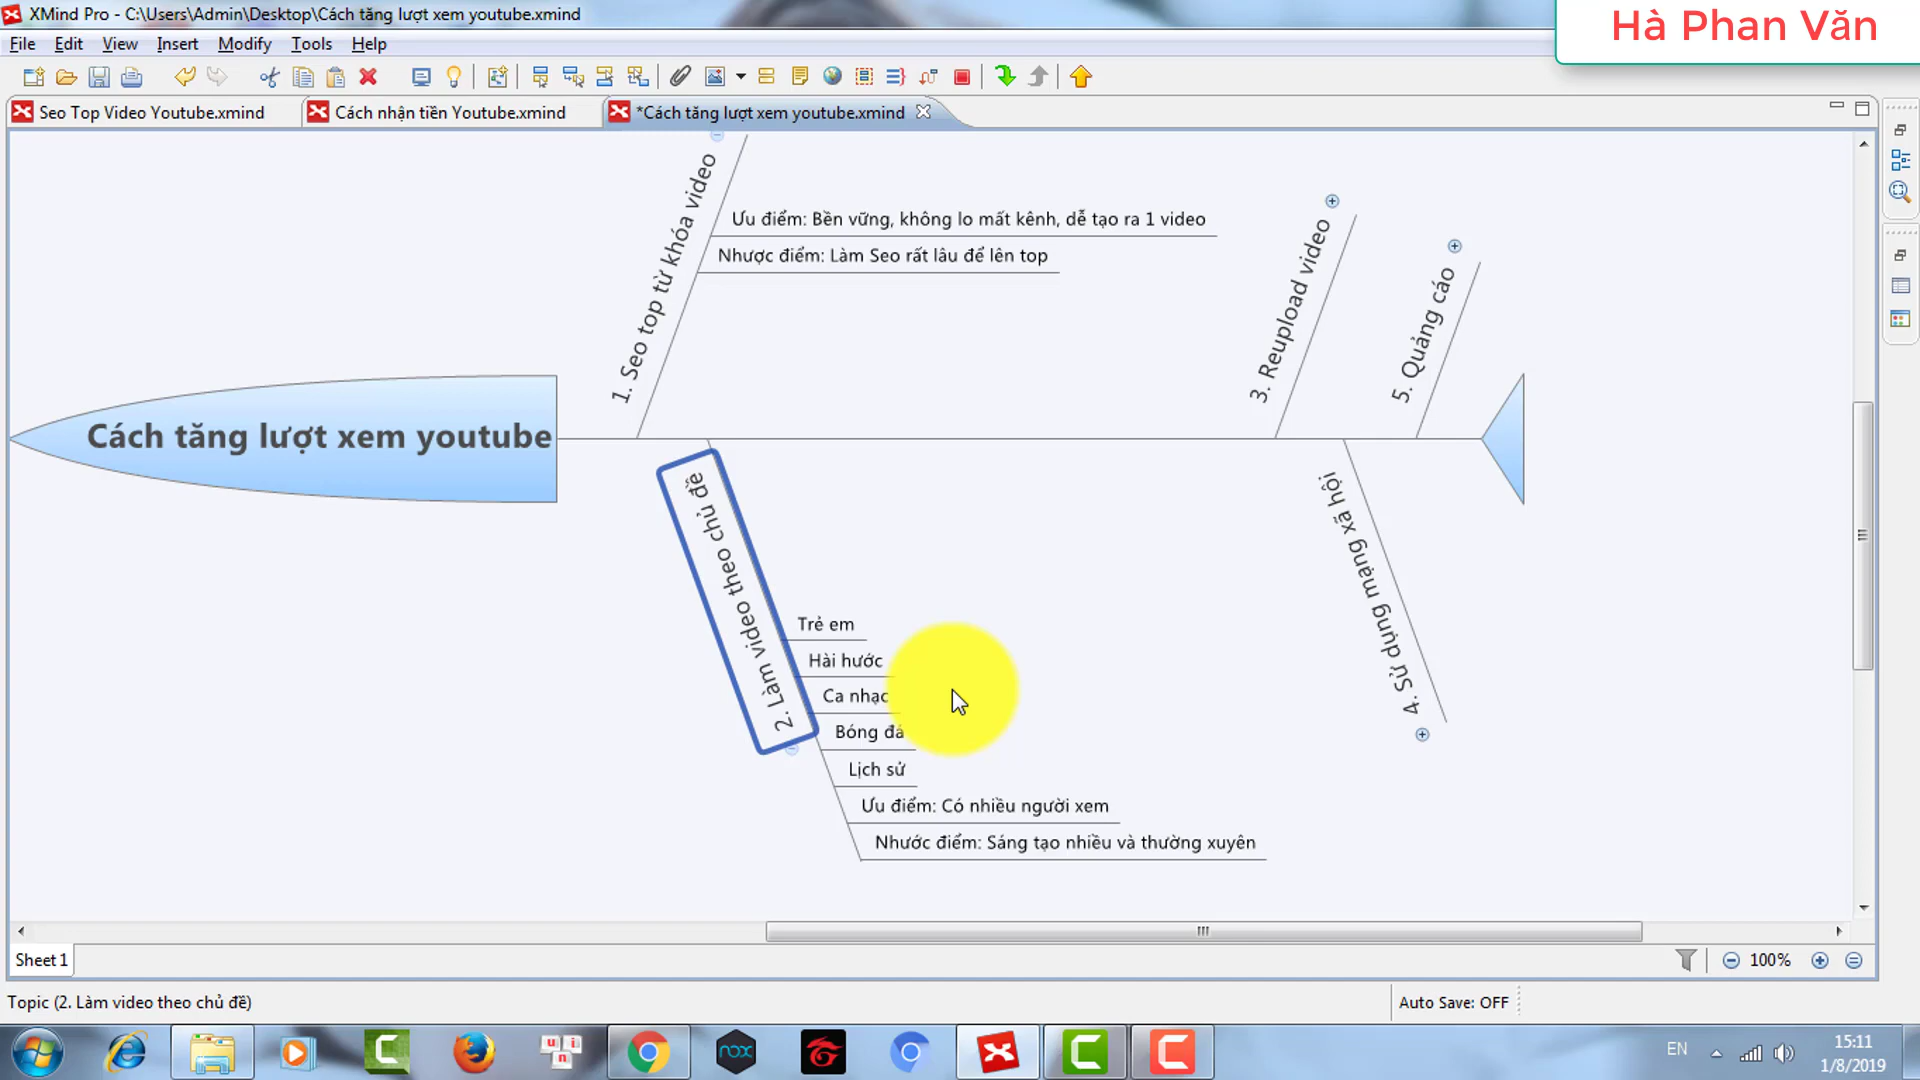 XMind Pro - C:\Users\Admin\Desktop\Cách tăng lượt xem youtube.xmind
Hà Phan Văn
File Edit View Insert Modify Tools Help
Seo Top Video Youtube.xmind
Cách nhận tiền Youtube.xmind
*Cách tăng lượt xem youtube.xmind
1. Seo top từ khóa video
Ưu điểm: Bền vững, không lo mất kênh, dễ tạo ra 1 video
Nhược điểm: Làm Seo rất lâu để lên top
3. Reupload video
5. Quảng cáo
Cách tăng lượt xem youtube
2. Làm video theo chủ đề
Trẻ em
Hài hước
Ca nhạc
Bóng đá
Lịch sử
Ưu điểm: Có nhiều người xem
Nhước điểm: Sáng tạo nhiều và thường xuyên
4. Sử dụng mạng xã hội
Sheet 1
100%
Topic (2. Làm video theo chủ đề)
Auto Save: OFF
u i n
nox
EN
15:11
1/8/2019